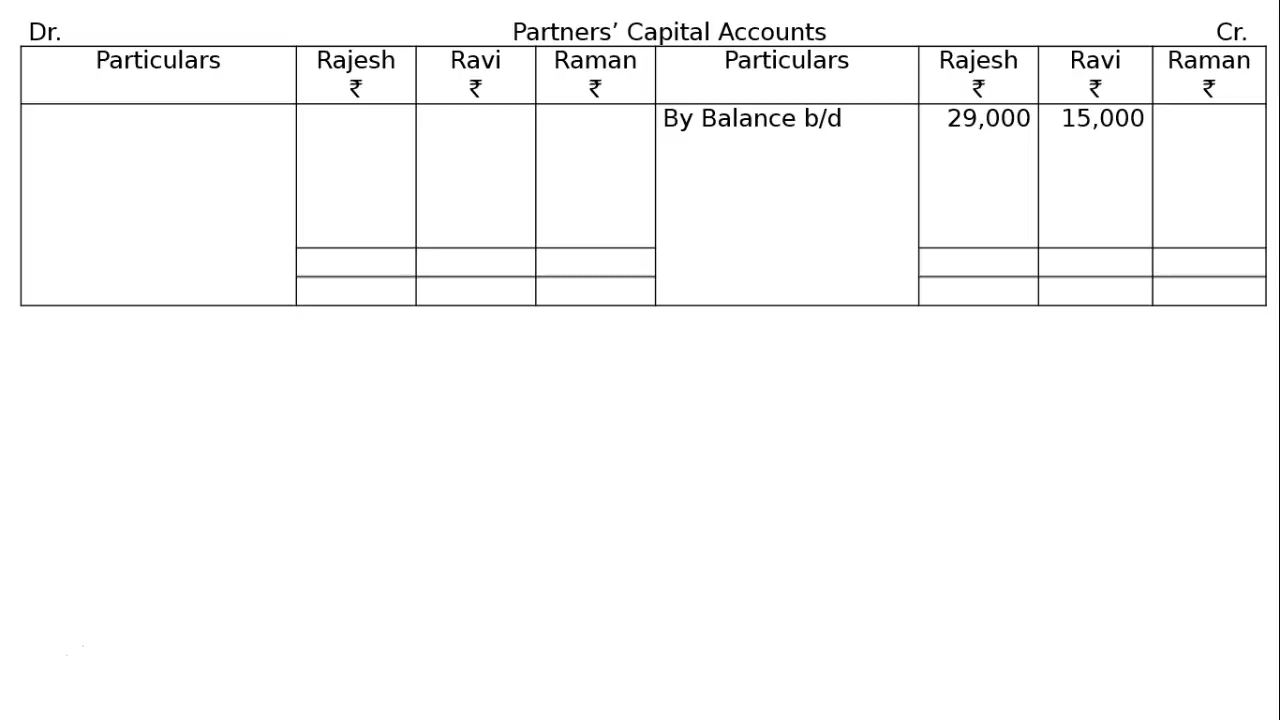 Dr. Partners’ Capital Accounts Cr.
Particulars Rajesh Ravi Raman Particulars Rajesh Ravi Raman
₹ ₹ ₹ ₹ ₹ ₹
By Balance b/d 29,000 15,000